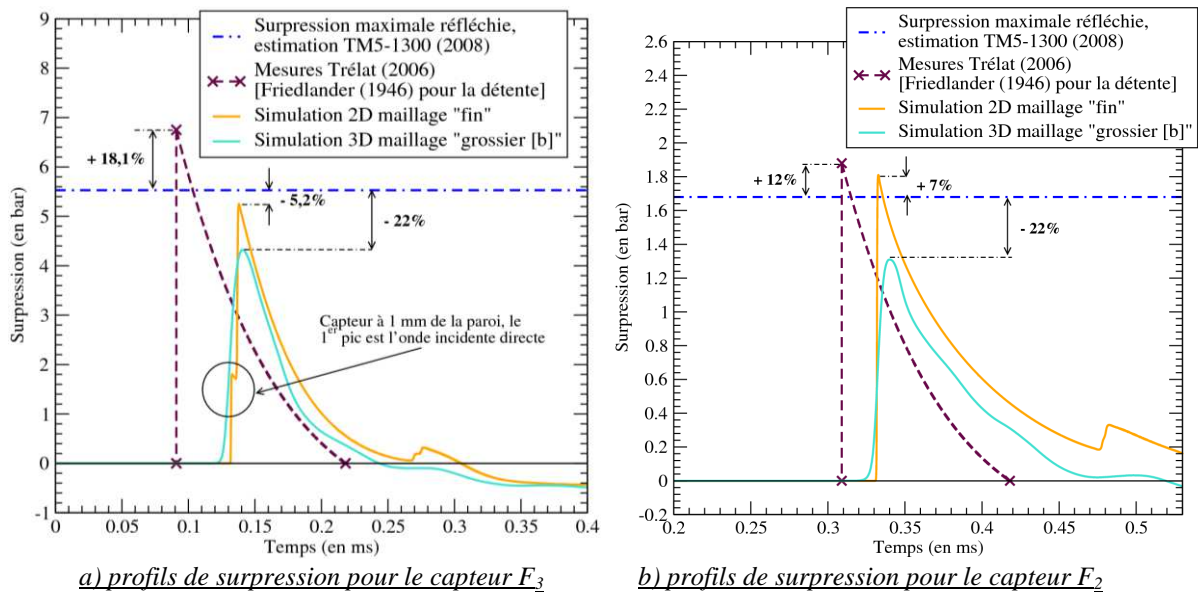 Surpression maximale réfléchie,
estimation TM5-1300 (2008)
Mesures Trélat (2006)
[Friedlander (1946) pour la détente]
Simulation 2D maillage "fin"
Simulation 3D maillage "grossier [b]"
9
8
7
6
5
4
3
2
1
0
-1
Surpression (en bar)
+ 18,1%
- 5,2%
- 22%
Capteur à 1 mm de la paroi, le
1er pic est l'onde incidente directe
0
0.05
0.1
0.15
0.2
0.25
0.3
0.35
0.4
Temps (en ms)
a) profils de surpression pour le capteur F3
Surpression maximale réfléchie,
estimation TM5-1300 (2008)
Mesures Trélat (2006)
[Friedlander (1946) pour la détente]
Simulation 2D maillage "fin"
Simulation 3D maillage "grossier [b]"
2.6
2.4
2.2
2
1.8
1.6
1.4
1.2
1
0.8
0.6
0.4
0.2
0
-0.2
Surpression (en bar)
+ 12%
+ 7%
- 22%
0.2
0.25
0.3
0.35
0.4
0.45
0.5
Temps (en ms)
b) profils de surpression pour le capteur F2